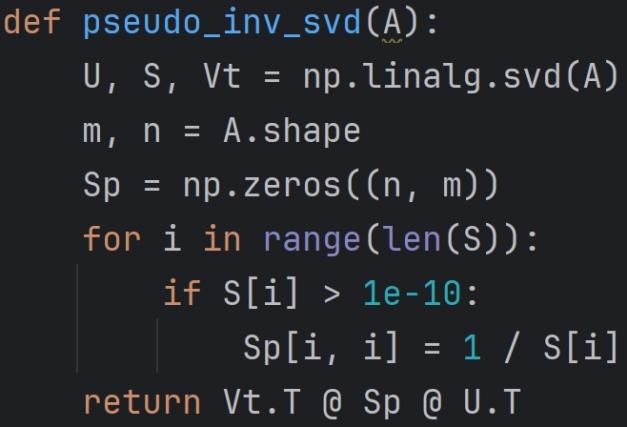 def pseudo_inv_svd(A):
    U, S, Vt = np.linalg.svd(A)
    m, n = A.shape
    Sp = np.zeros((n, m))
    for i in range(len(S)):
        if S[i] > 1e-10:
            Sp[i, i] = 1 / S[i]
    return Vt.T @ Sp @ U.T